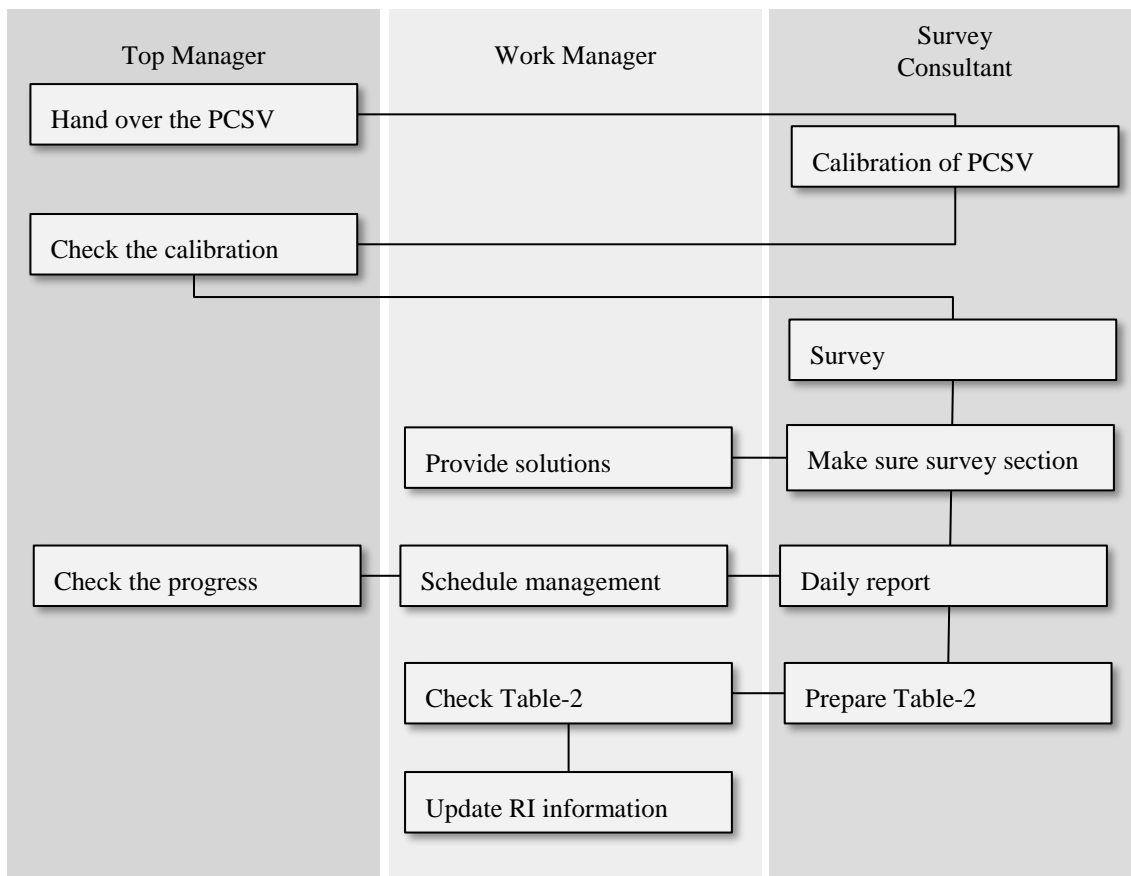 Top Manager
Work Manager
Survey
Consultant
Hand over the PCSV
Calibration of PCSV
Check the calibration
Survey
Provide solutions
Make sure survey section
Check the progress
Schedule management
Daily report
Check Table-2
Prepare Table-2
Update RI information